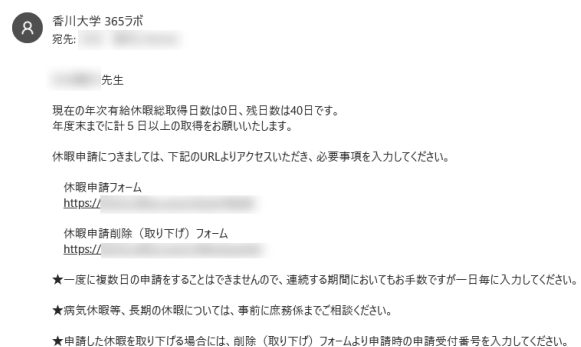 香川大学 365ラボ
宛先:
先生
現在の年次有給休暇総取得日数は0日、残日数は40日です。
年度末までに計５日以上の取得をお願いいたします。
休暇申請につきましては、下記のURLよりアクセスいただき、必要事項を入力してください。
休暇申請フォーム
https://
休暇申請削除（取り下げ）フォーム
https://
★一度に複数日の申請をすることはできませんので、連続する期間においてもお手数ですが一日毎に入力してください。
★病気休暇等、長期の休暇については、事前に庶務係までご相談ください。
★申請した休暇を取り下げる場合には、削除（取り下げ）フォームより申請時の申請受付番号を入力してください。